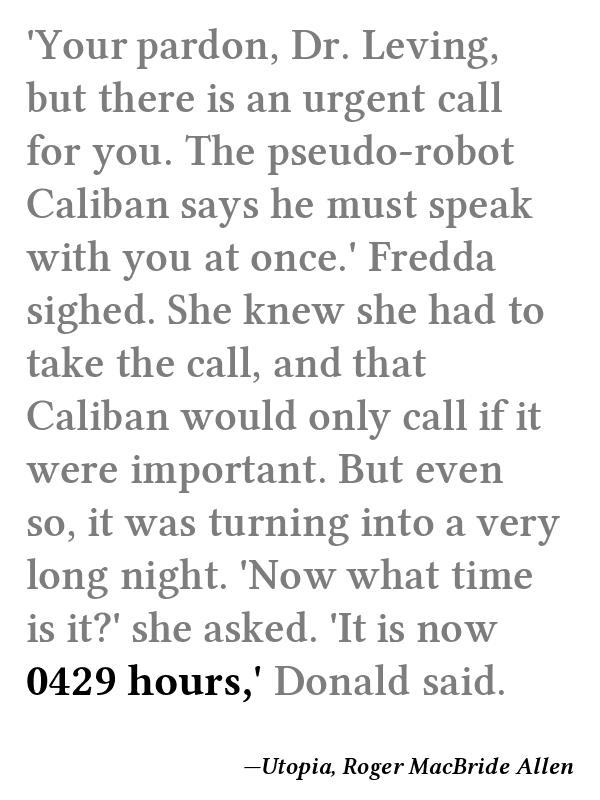 'Your pardon, Dr. Leving,
but there is an urgent call
for you. The pseudo-robot
Caliban says he must speak
with you at once.' Fredda
sighed. She knew she had to
take the call, and that
Caliban would only call if it
were important. But even
so, it was turning into a very
long night. 'Now what time
is it?' she asked. 'It is now
0429 hours,' Donald said.
—Utopia, Roger MacBride Allen